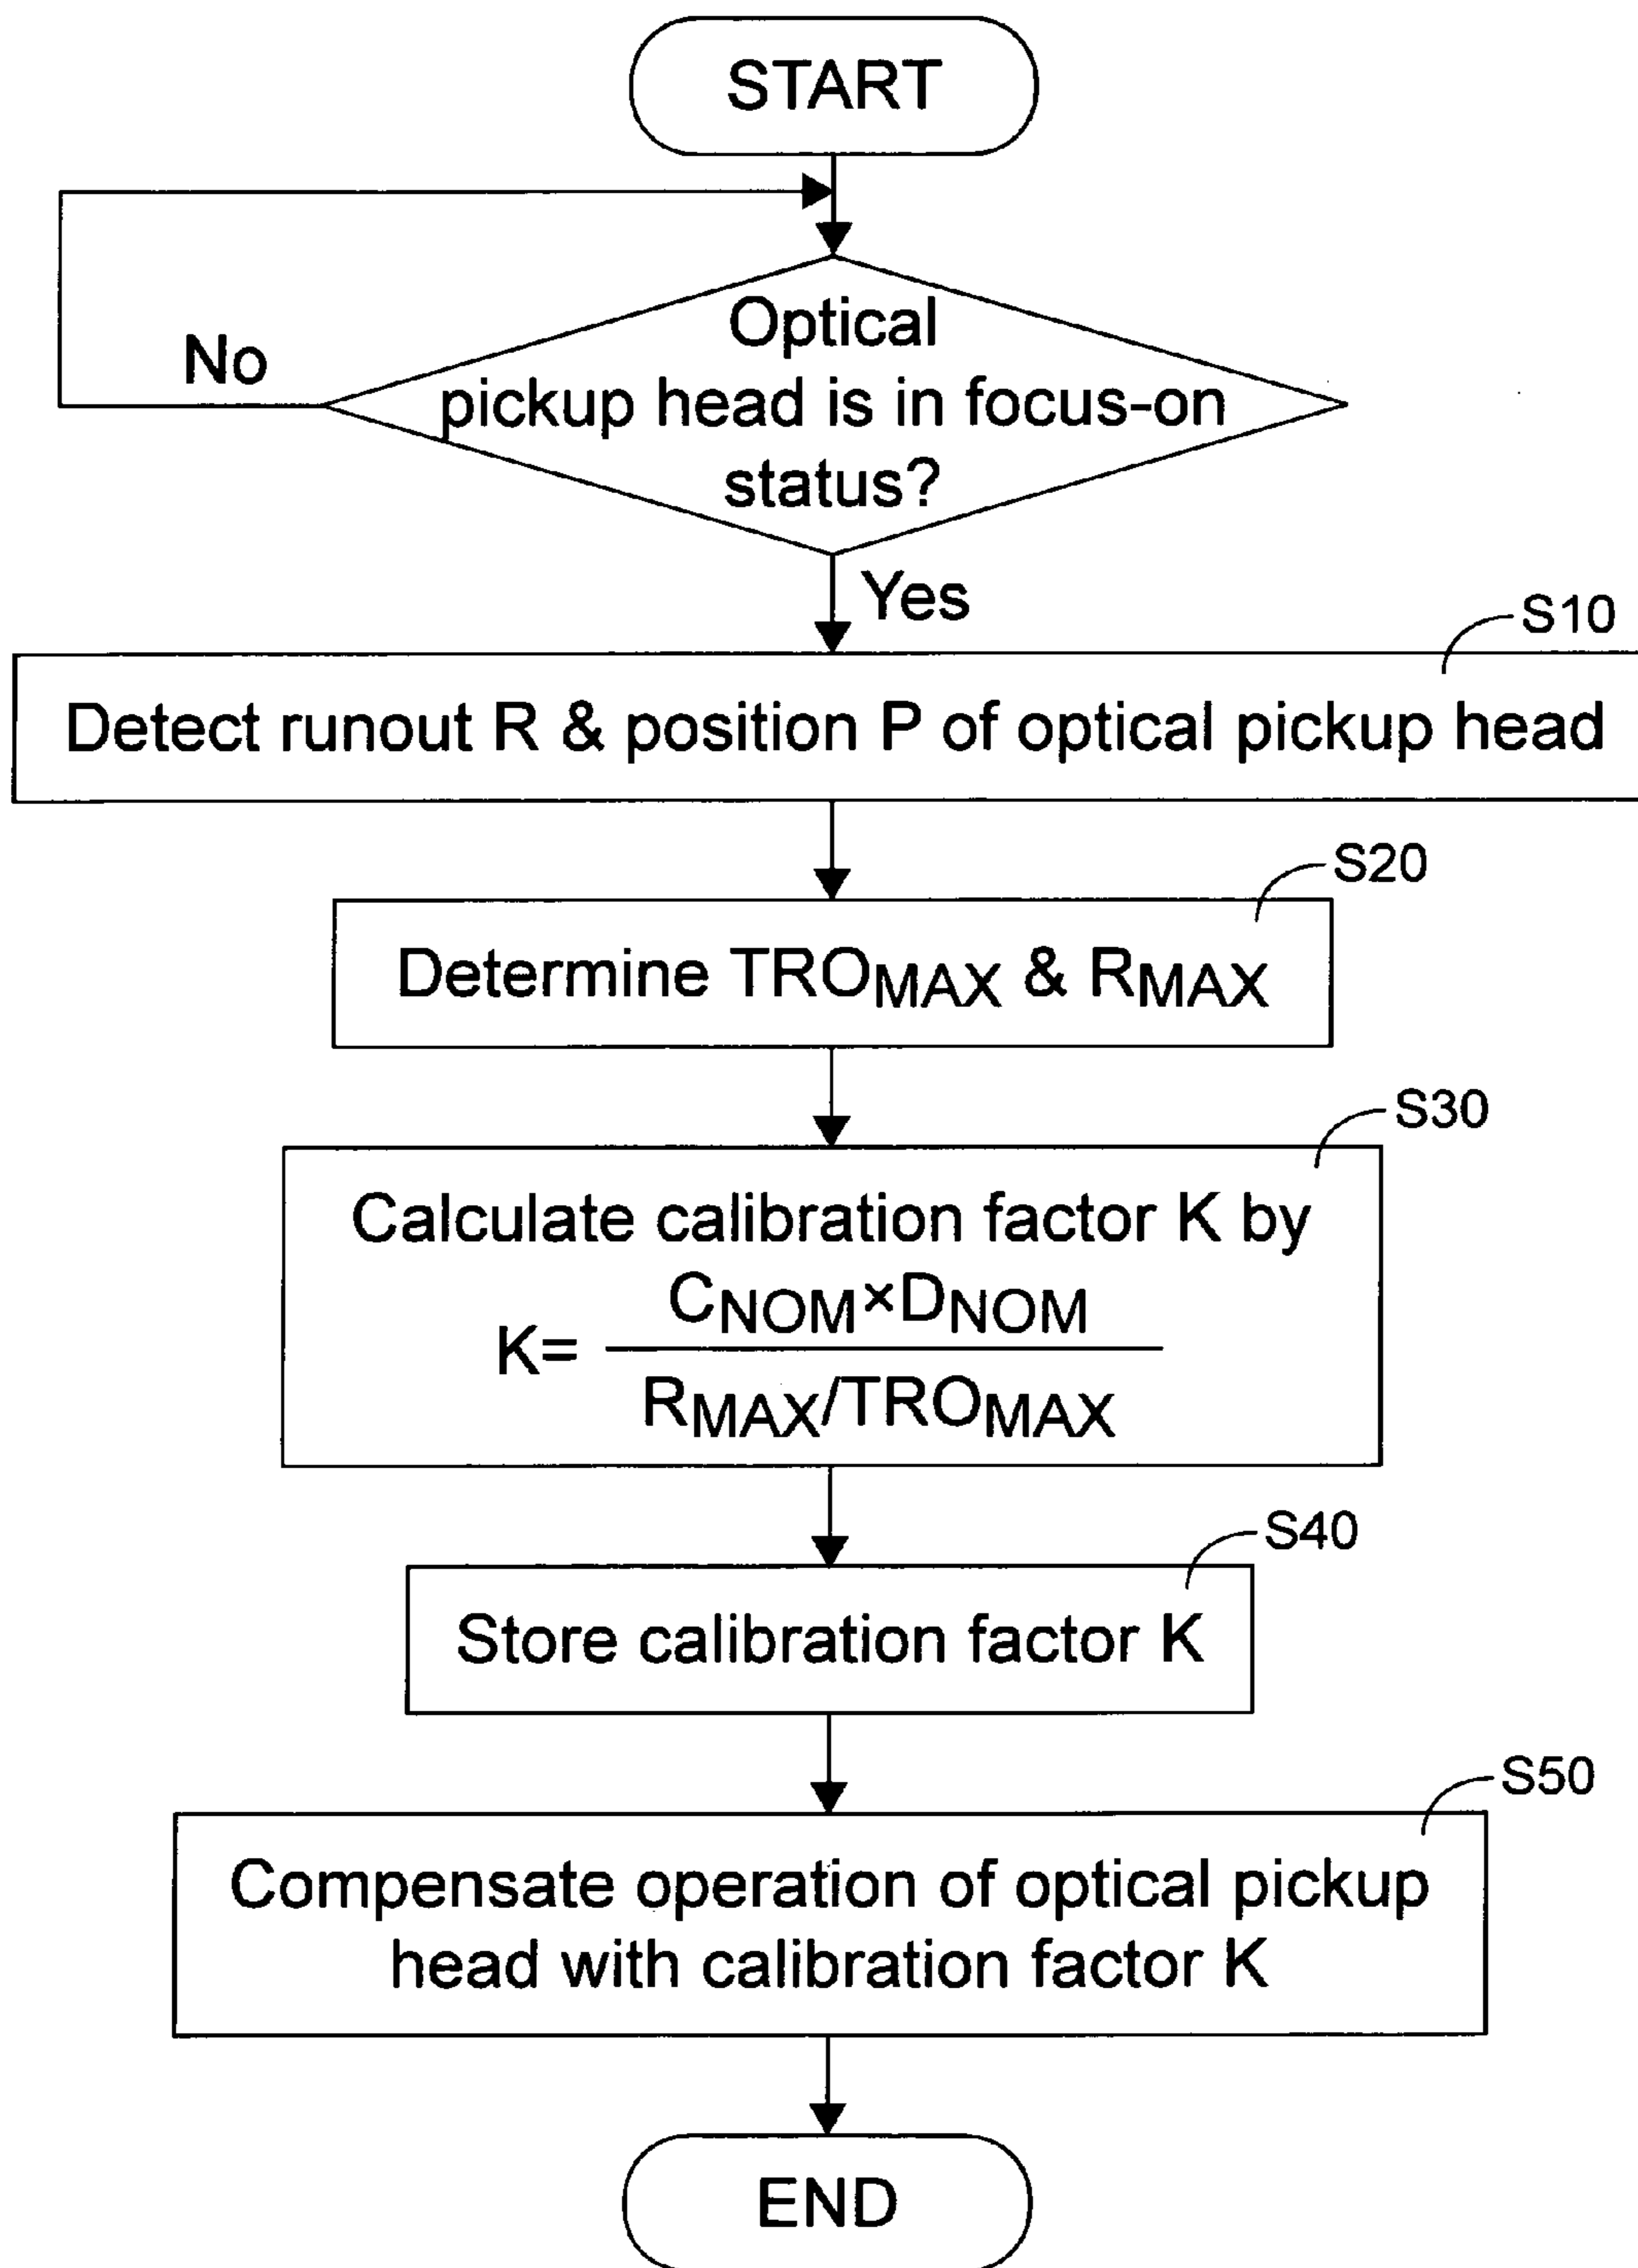 START
No
Optical
pickup head is in focus-on
status?
Yes
S10
Detect runout R & position P of optical pickup head
S20
Determine TROMAX & RMAX
S30
Calculate calibration factor K by
K= CNOM×DNOM
RMAX/TROMAX
S40
Store calibration factor K
S50
Compensate operation of optical pickup
head with calibration factor K
END